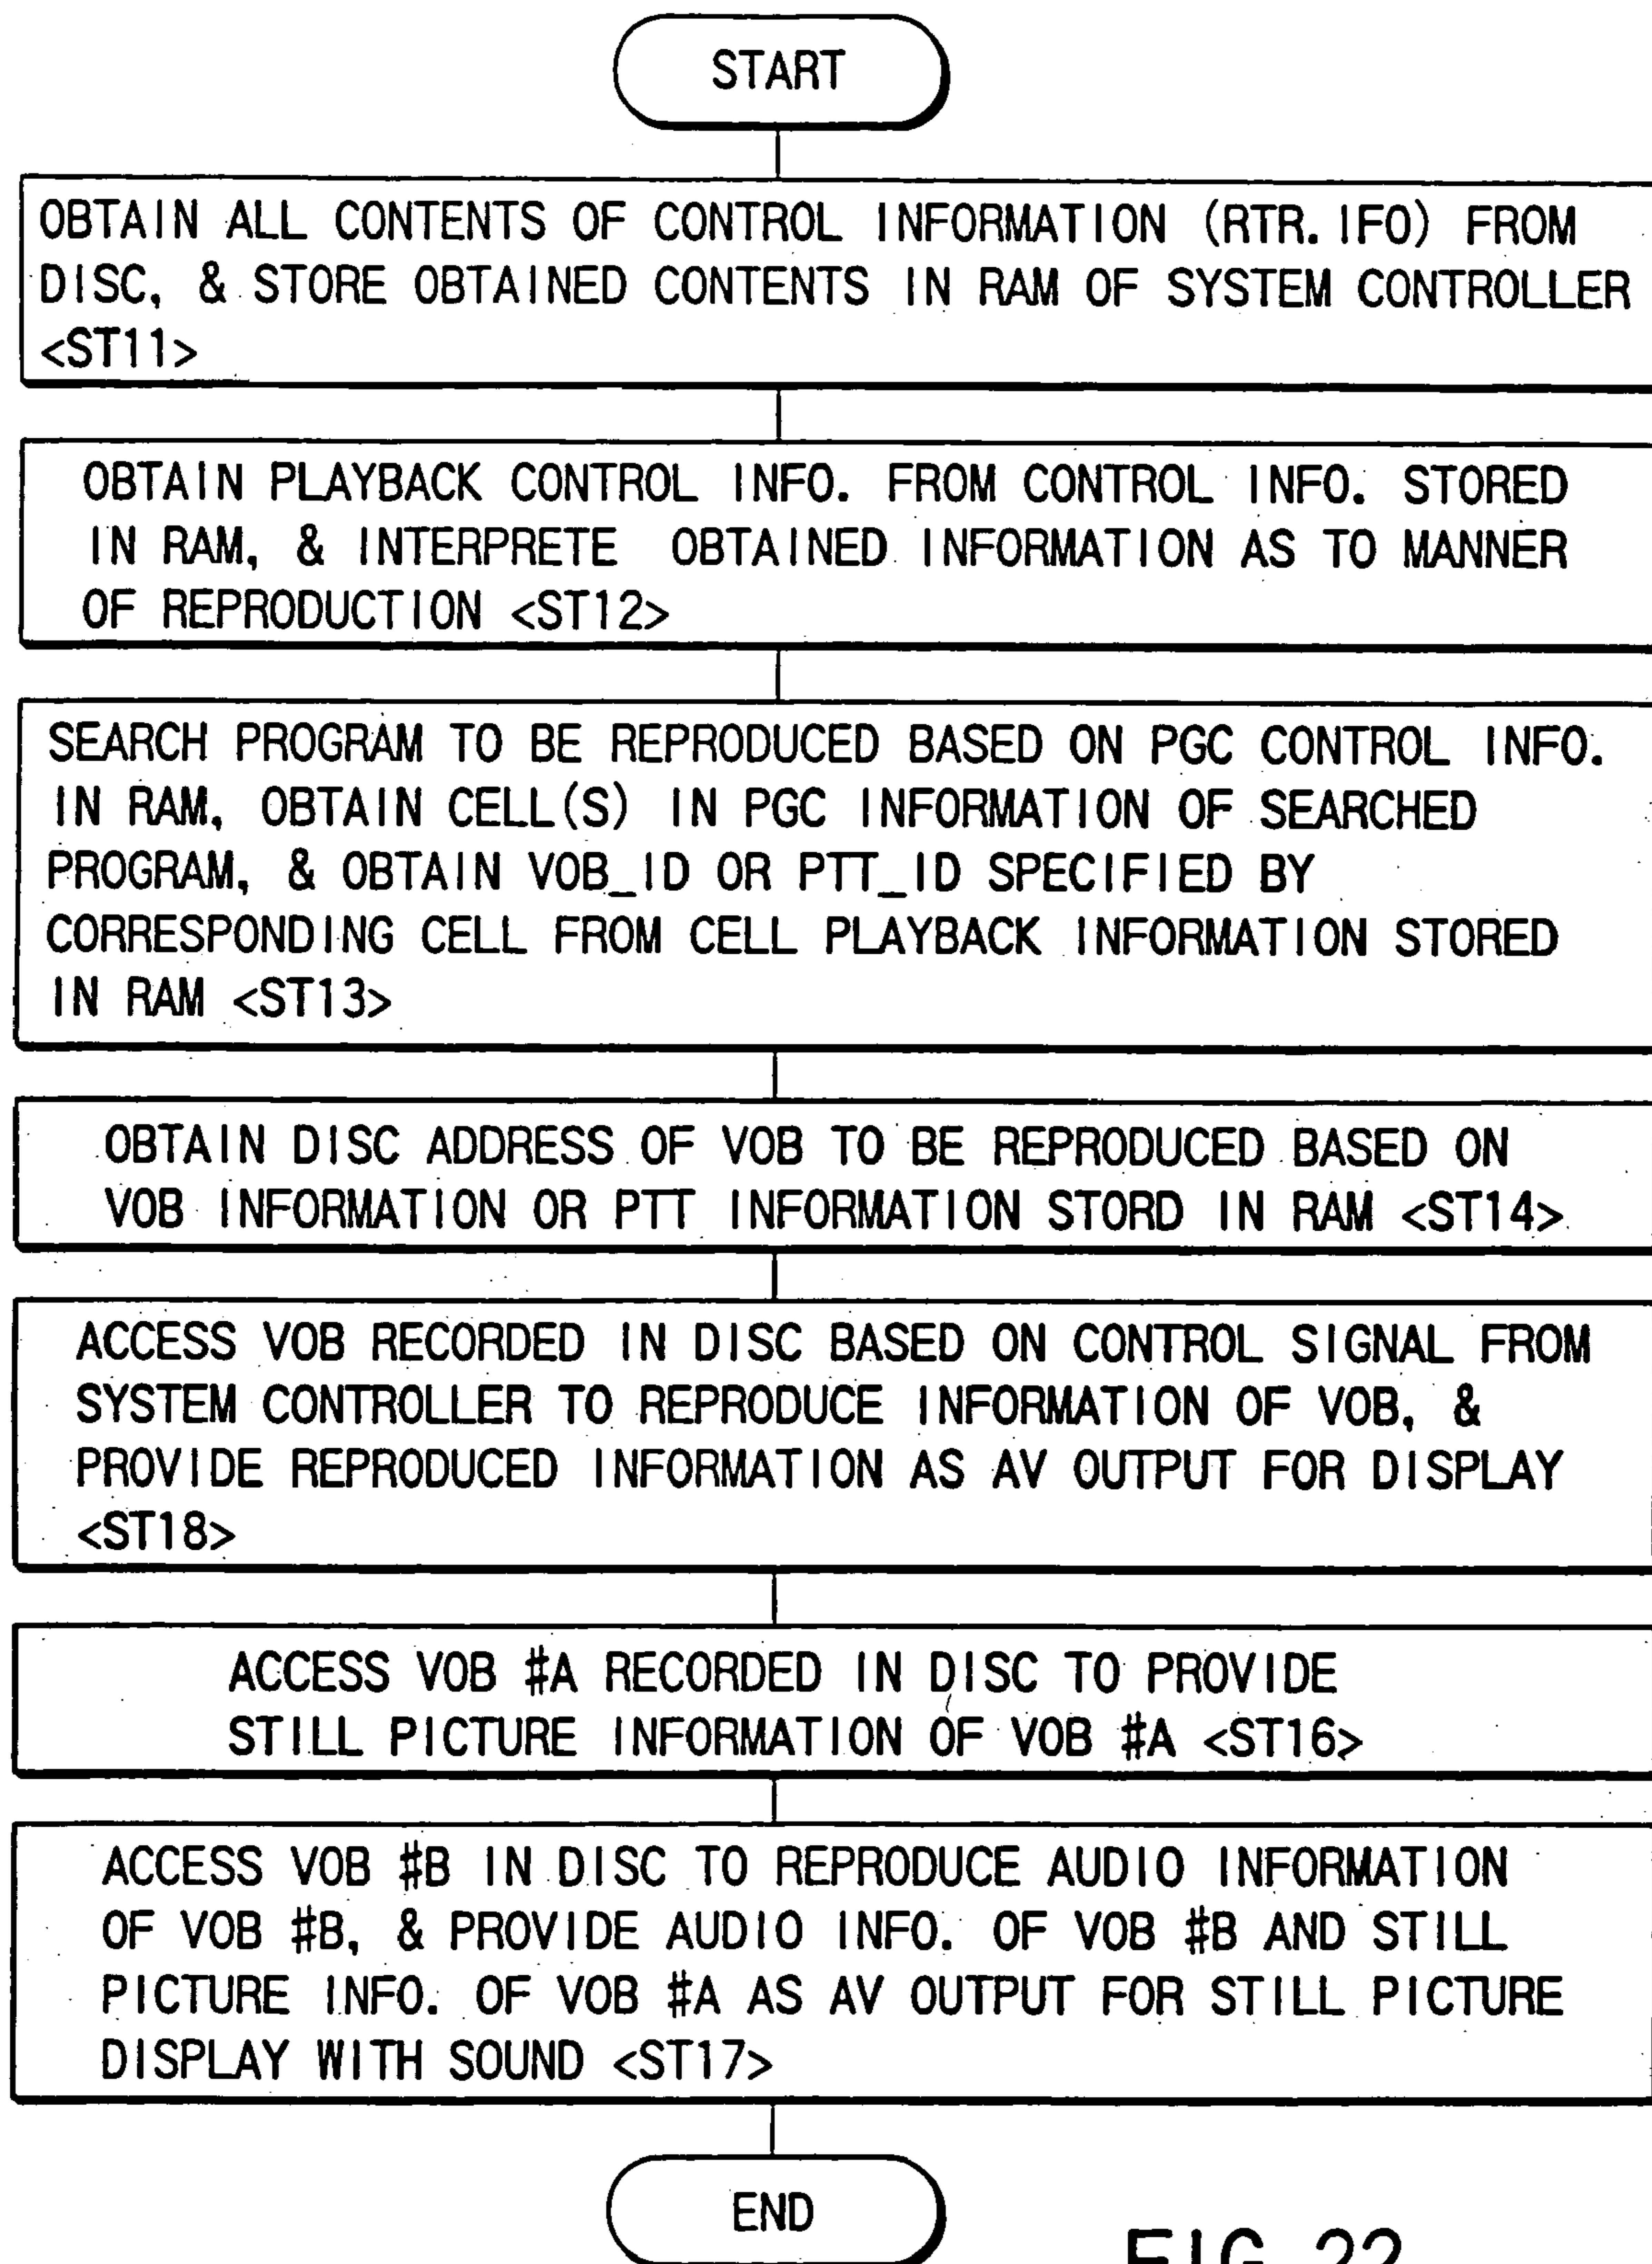 START
OBTAIN ALL CONTENTS OF CONTROL INFORMATION (RTR.IFO) FROM
DISC, & STORE OBTAINED CONTENTS IN RAM OF SYSTEM CONTROLLER
<ST11>
OBTAIN PLAYBACK CONTROL INFO. FROM CONTROL INFO. STORED
IN RAM, & INTERPRETE OBTAINED INFORMATION AS TO MANNER
OF REPRODUCTION <ST12>
SEARCH PROGRAM TO BE REPRODUCED BASED ON PGC CONTROL INFO.
IN RAM, OBTAIN CELL(S) IN PGC INFORMATION OF SEARCHED
PROGRAM, & OBTAIN VOB_ID OR PTT_ID SPECIFIED BY
CORRESPONDING CELL FROM CELL PLAYBACK INFORMATION STORED
IN RAM <ST13>
OBTAIN DISC ADDRESS OF VOB TO BE REPRODUCED BASED ON
VOB INFORMATION OR PTT INFORMATION STORD IN RAM <ST14>
ACCESS VOB RECORDED IN DISC BASED ON CONTROL SIGNAL FROM
SYSTEM CONTROLLER TO REPRODUCE INFORMATION OF VOB, &
PROVIDE REPRODUCED INFORMATION AS AV OUTPUT FOR DISPLAY
<ST18>
ACCESS VOB #A RECORDED IN DISC TO PROVIDE
STILL PICTURE INFORMATION OF VOB #A <ST16>
ACCESS VOB #B IN DISC TO REPRODUCE AUDIO INFORMATION
OF VOB #B, & PROVIDE AUDIO INFO. OF VOB #B AND STILL
PICTURE INFO. OF VOB #A AS AV OUTPUT FOR STILL PICTURE
DISPLAY WITH SOUND <ST17>
END
FIG. 22